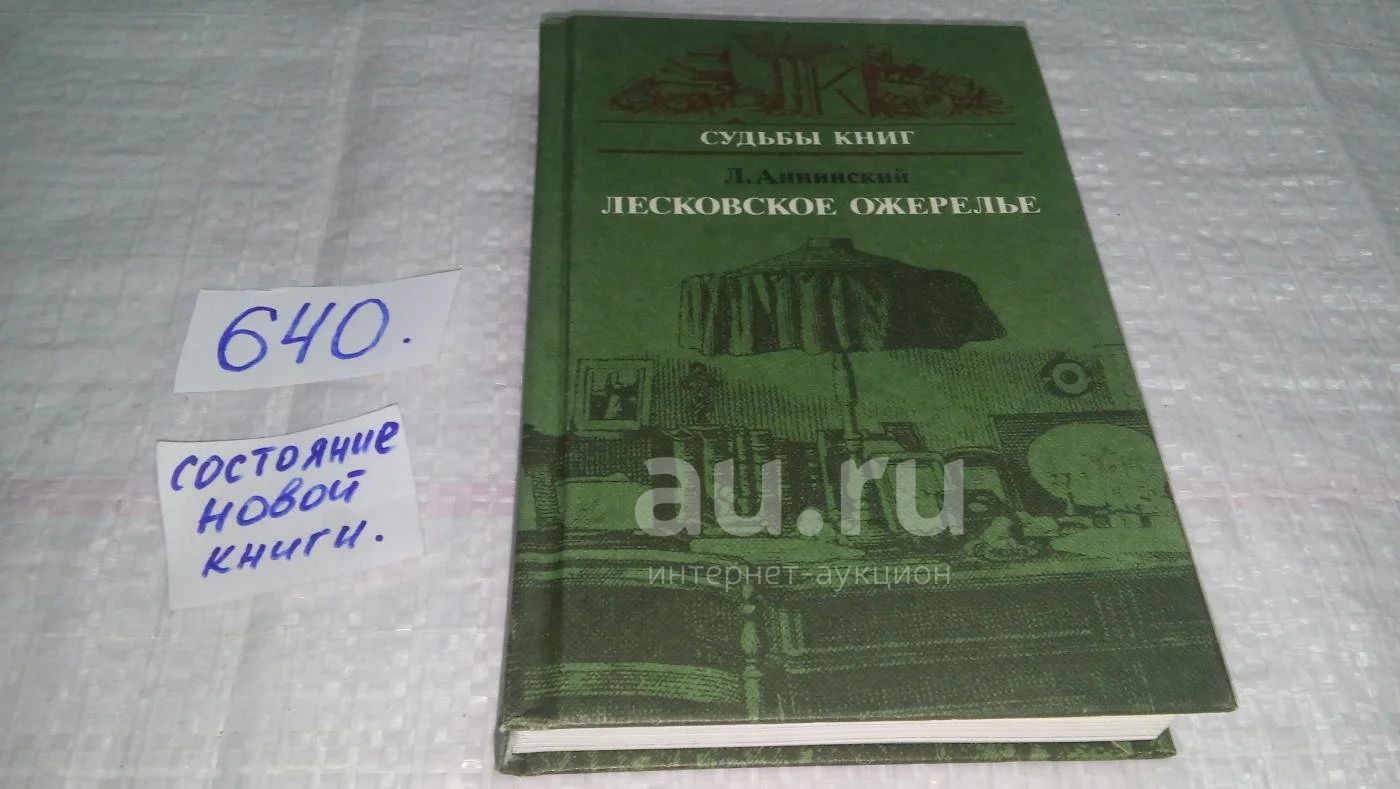 СУДЬБЫ КНИГ
Л. Аннинский
ЛЕСКОВСКОЕ ОЖЕРЕЛЬЕ
640.
СОСТОЯНИЕ
НОВОЙ
КНИГИ.
au.ru
интернет-аукцион